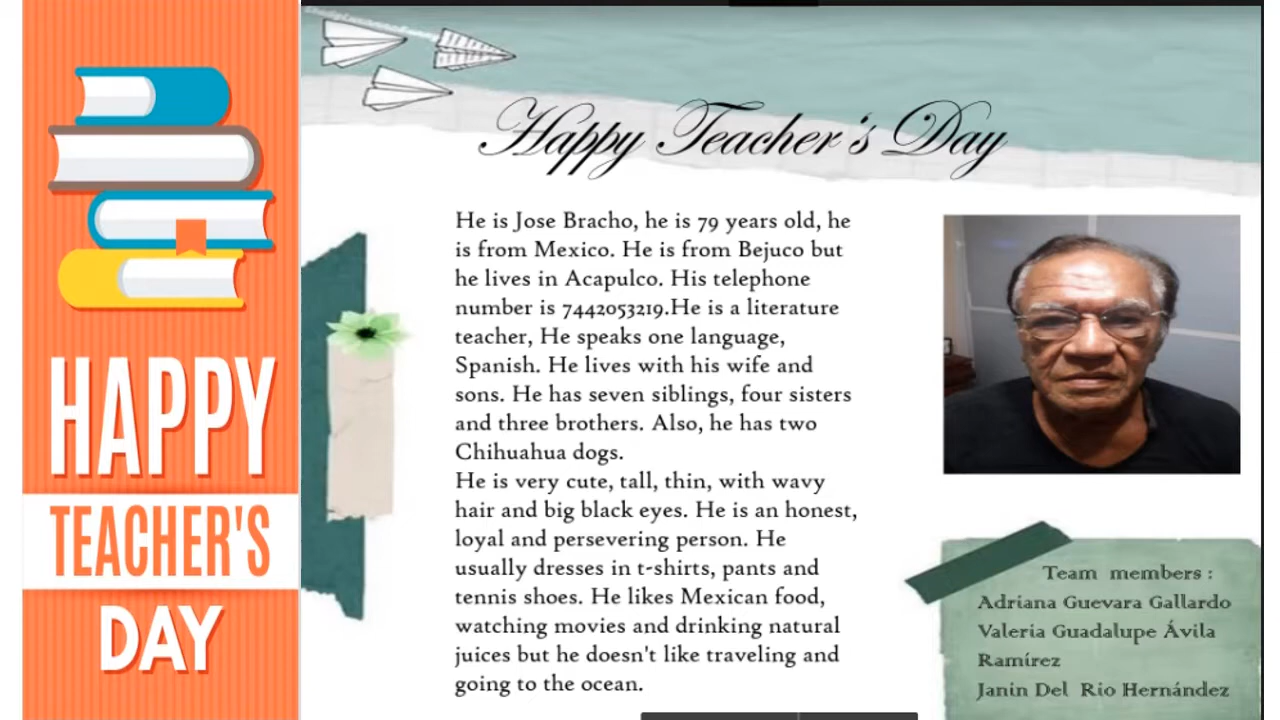 HAPPY
TEACHER'S
DAY
Happy Teacher's Day
He is Jose Bracho, he is 79 years old, he
is from Mexico. He is from Bejuco but
he lives in Acapulco. His telephone
number is 7442053219.He is a literature
teacher, He speaks one language,
Spanish. He lives with his wife and
sons. He has seven siblings, four sisters
and three brothers. Also, he has two
Chihuahua dogs.
He is very cute, tall, thin, with wavy
hair and big black eyes. He is an honest,
loyal and persevering person. He
usually dresses in t-shirts, pants and
tennis shoes. He likes Mexican food,
watching movies and drinking natural
juices but he doesn't like traveling and
going to the ocean.
Team members :
Adriana Guevara Gallardo
Valeria Guadalupe Ávila
Ramírez
Janin Del Rio Hernández